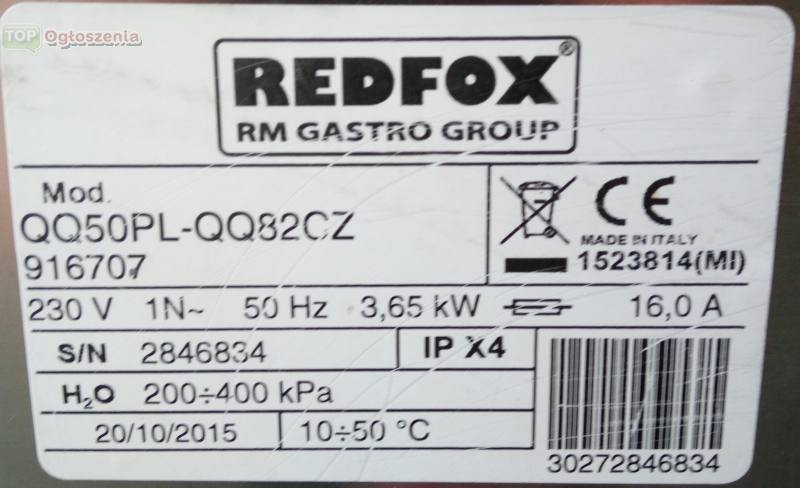 TOP Ogłoszenia
REDFOX®
RM GASTRO GROUP
Mod.
QQ50PL-QQ82CZ
916707
CE
MADE IN ITALY
1523814(MI)
230 V 1N~ 50 Hz 3,65 kW 16,0 A
S/N 2846834 IP X4
H₂O 200÷400 kPa
20/10/2015 10÷50 °C
30272846834